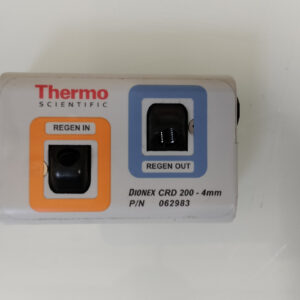 Thermo
SCIENTIFIC
REGEN IN
REGEN OUT
DIONEX CRD 200 - 4mm
P/N 062983